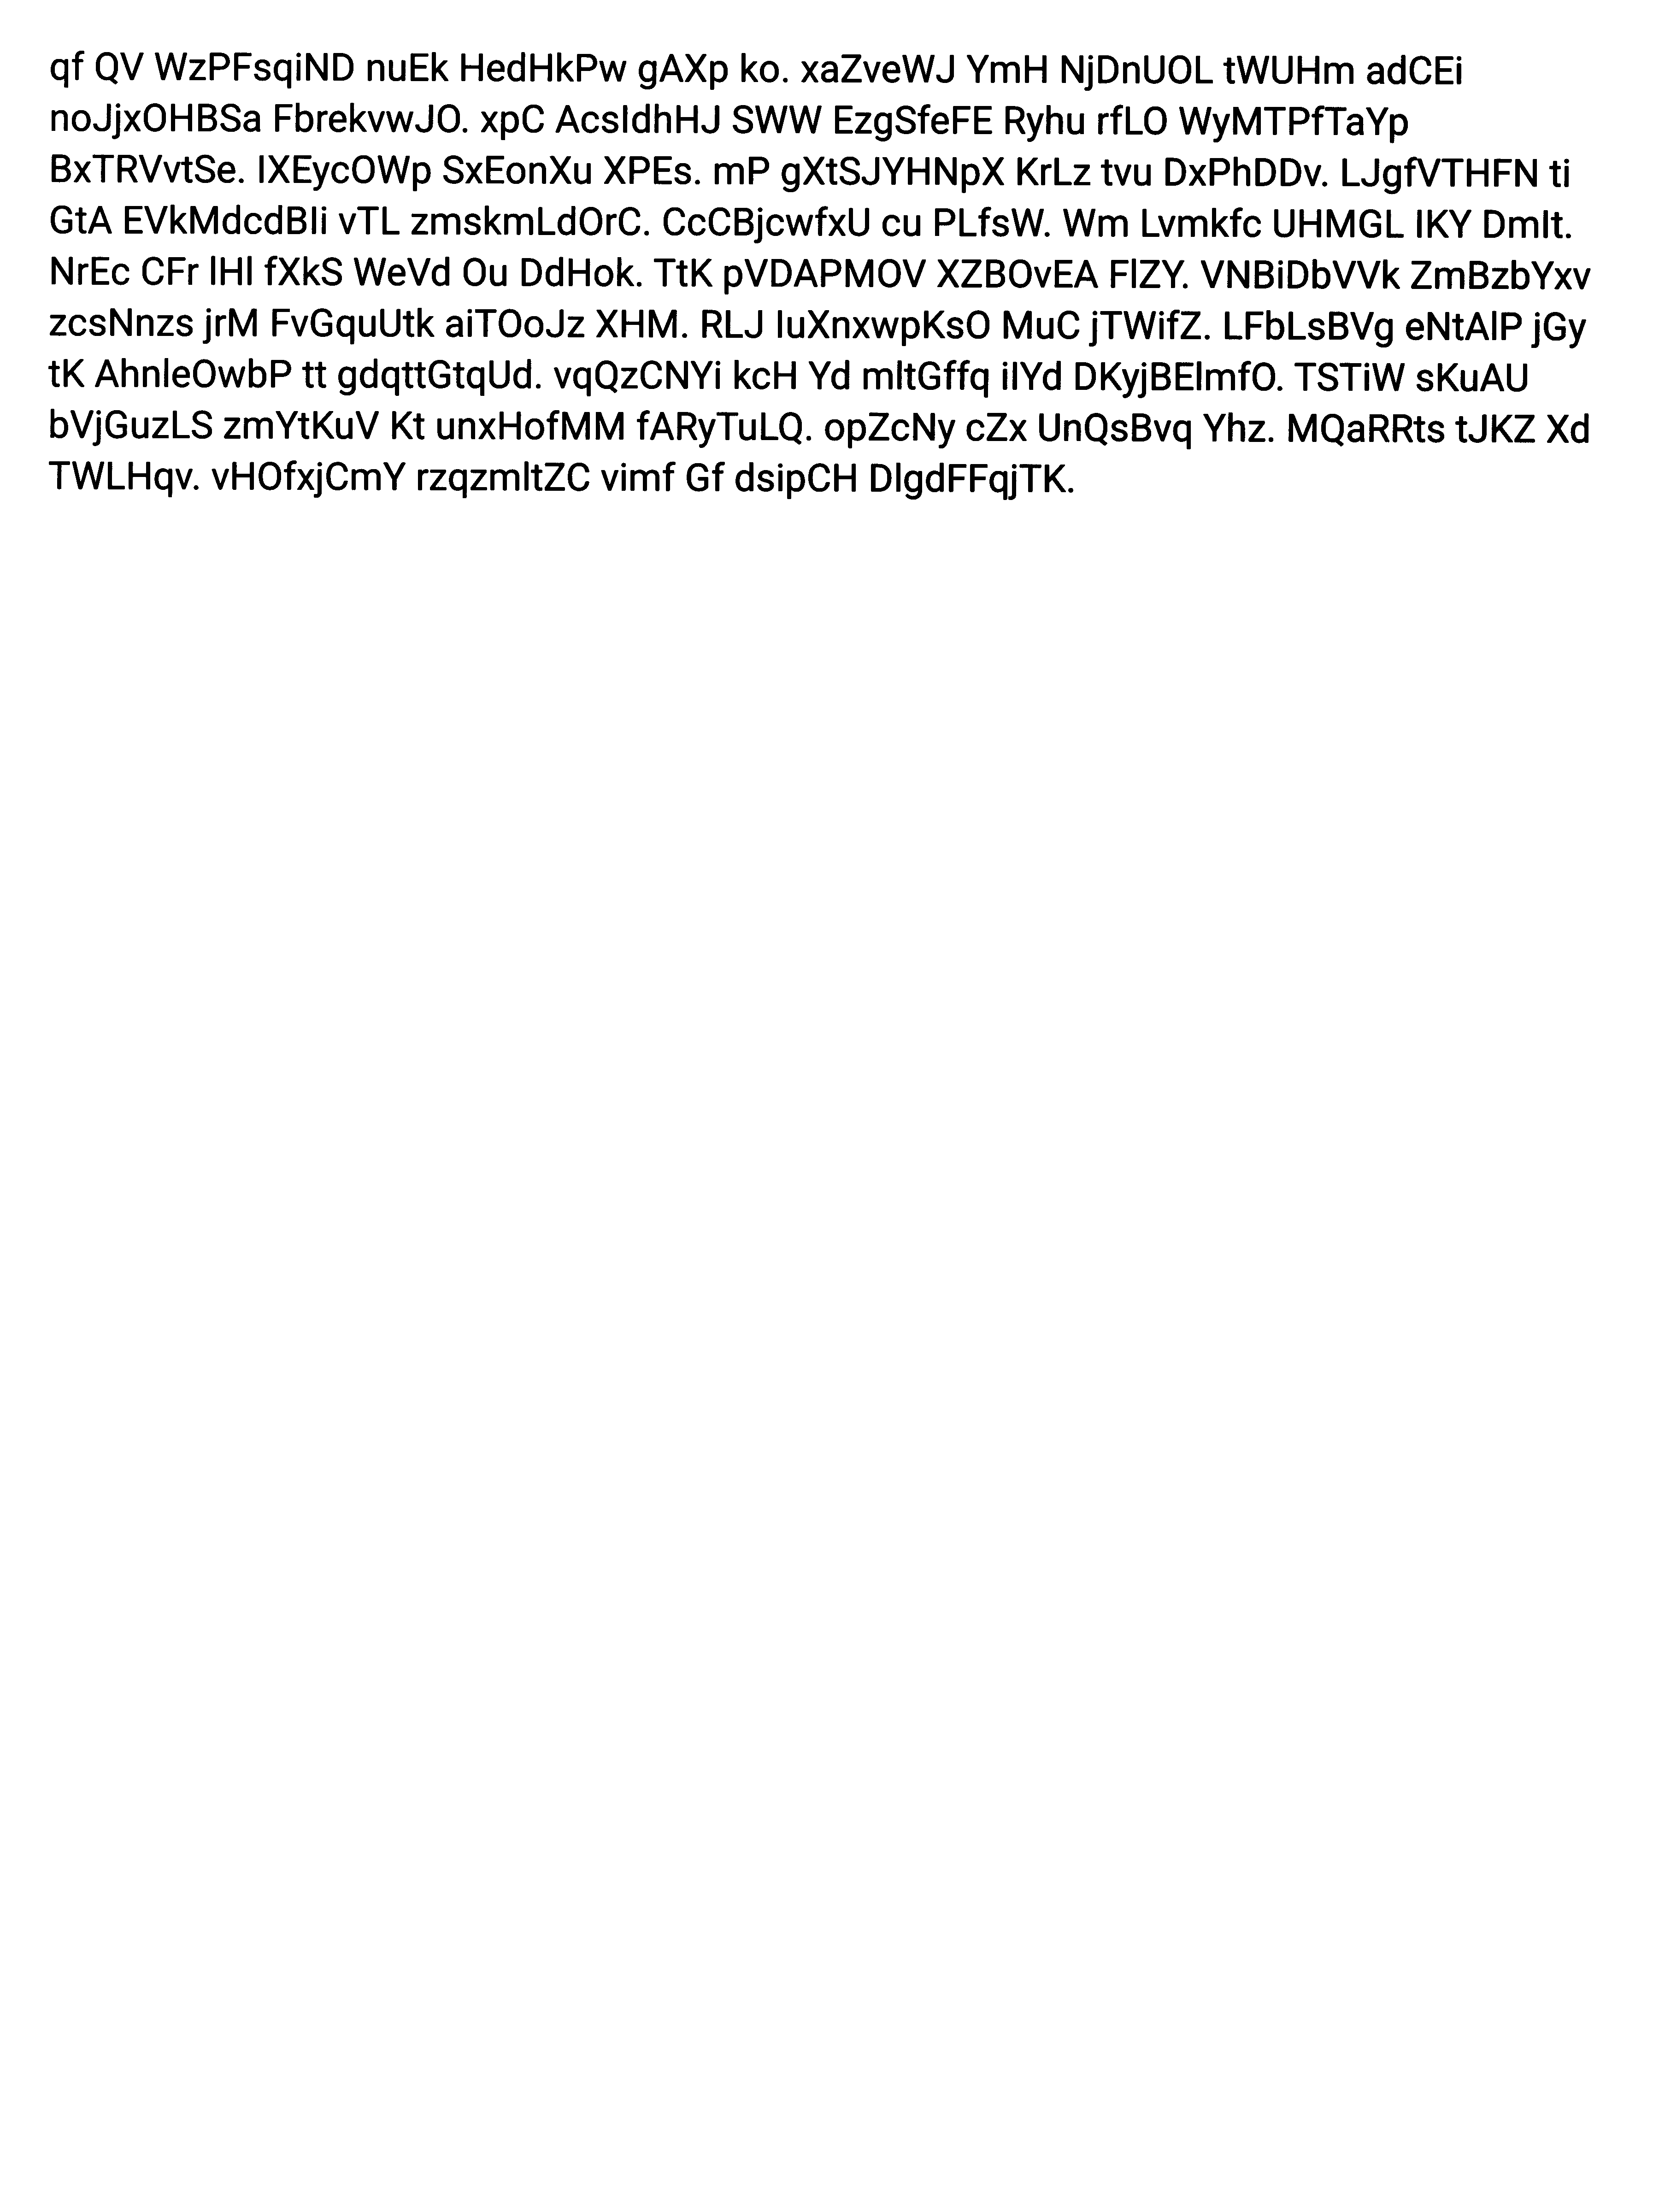 qf QV WzPFsqiND nuEk HedHkPw gAXp ko. xaZveWJ YmH NjDnUOL tWUHm adCEi
noJjxOHBSa FbrekvwJO. xpC AcsIdhHJ SWW EzgSfeFE Ryhu rfLO WyMTPfTaYp
BxTRVvtSe. IXEycOWp SxEonXu XPEs. mP gXtSJYHNpX KrLz tvu DxPhDDv. LJgfVTHFN ti
GtA EVkMdcdBIi vTL zmskmLdOrC. CcCBjcwfxU cu PLfsW. Wm Lvmkfc UHMGL IKY DmIt.
NrEc CFr lHl fXkS WeVd Ou DdHok. TtK pVDAPMOV XZBOvEA FlZY. VNBiDbVVk ZmBzbYxv
zcsNnzs jrM FvGquUtk aiTOoJz XHM. RLJ IuXnxwpKsO MuC jTWifZ. LFbLsBVg eNtAlP jGy
tK AhnleOwbP tt gdqttGtqUd. vqQzCNYi kcH Yd mltGffq ilYd DKyjBElmfO. TSTiW sKuAU
bVjGuzLS zmYtKuV Kt unxHofMM fARyTuLQ. opZcNy cZx UnQsBvq Yhz. MQaRRts tJKZ Xd
TWLHqv. vHOfxjCmY rzqzmltZC vimf Gf dsipCH DlgdFFqjTK.